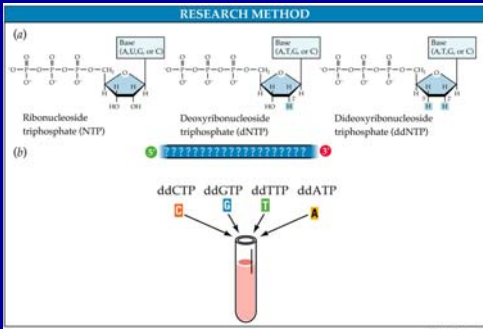 RESEARCH METHOD
(a)
Base
(A,U,G, or C)
Base
(A,T,G, or C)
Base
(A,T,G, or C)
Ribonucleoside
triphosphate (NTP)
Deoxyribonucleoside
triphosphate (dNTP)
Dideoxyribonucleoside
triphosphate (ddNTP)
(b)
5' ???????????????????? 3'
ddCTP ddGTP ddTTP ddATP
C G T A